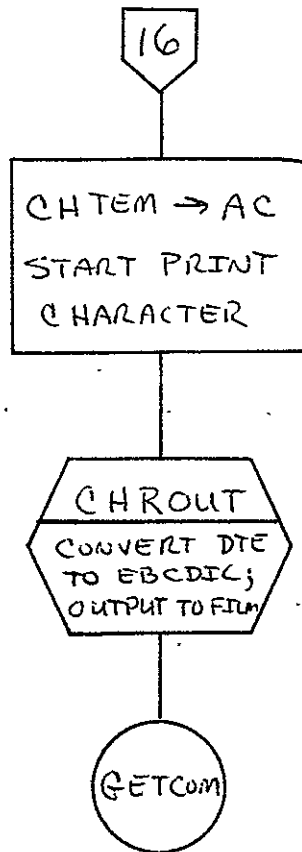 16
CHTEM → AC
START PRINT
CHARACTER
CHROUT
CONVERT DTE
TO EBCDIC;
OUTPUT TO FILM
GETCOM